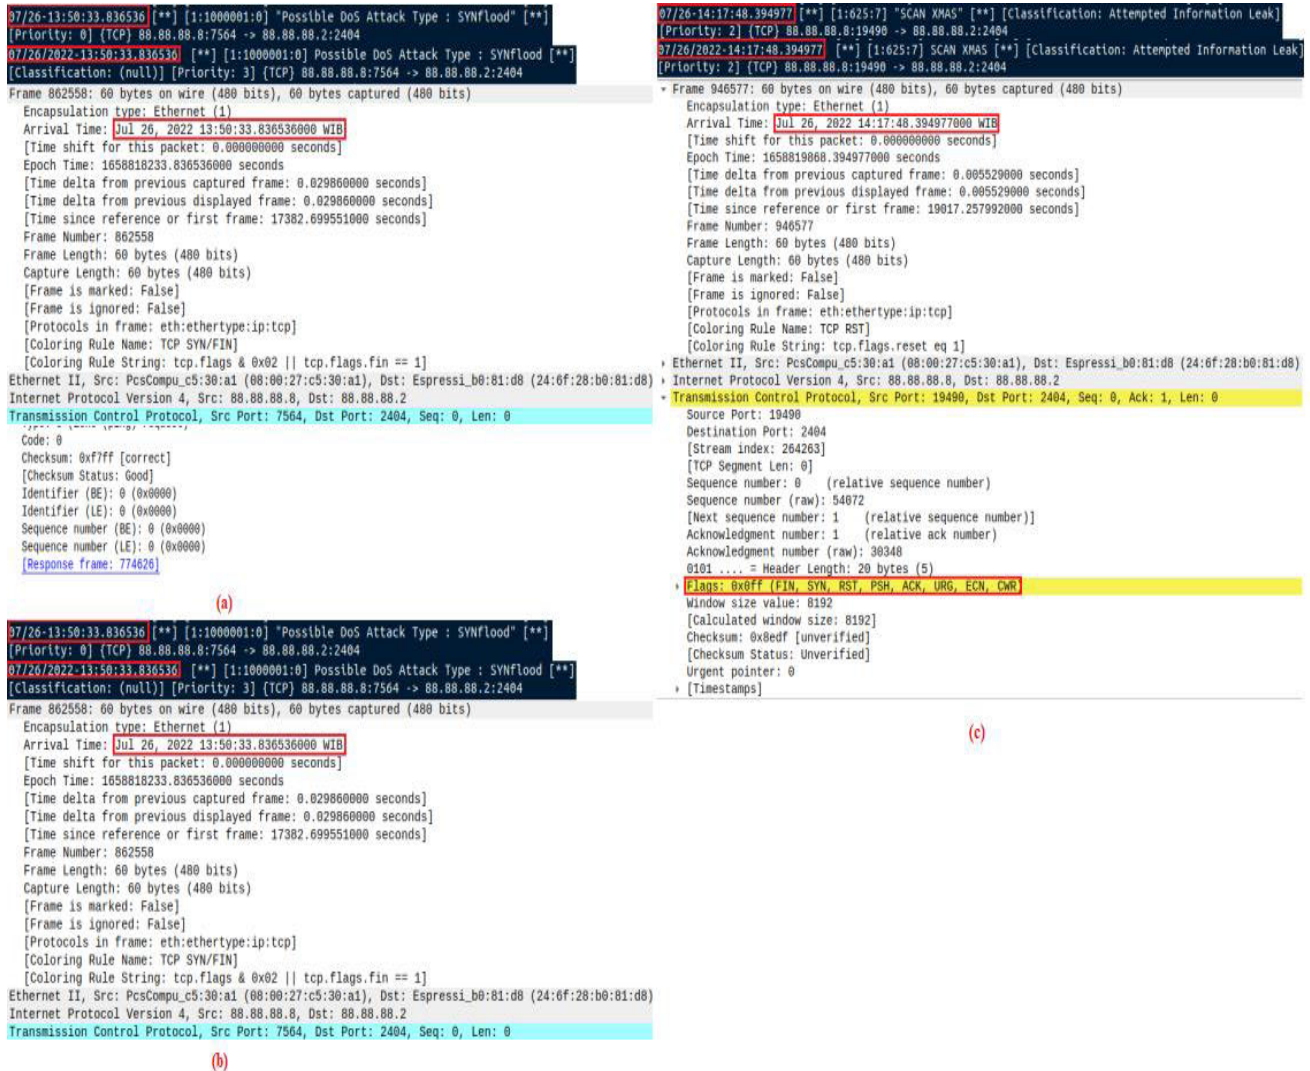 07/26-13:50:33.836536 [**] [1:1000001:0] "Possible DoS Attack Type : SYNflood" [**]
[Priority: 0] {TCP} 88.88.88.8:7564 -> 88.88.88.2:2404
07/26/2022-13:50:33.836536 [**] [1:1000001:0] Possible DoS Attack Type : SYNflood [**]
[Classification: (null)] [Priority: 3] {TCP} 88.88.88.8:7564 -> 88.88.88.2:2404
Frame 862558: 60 bytes on wire (480 bits), 60 bytes captured (480 bits)
Encapsulation type: Ethernet (1)
Arrival Time: Jul 26, 2022 13:50:33.836536000 WIB
[Time shift for this packet: 0.000000000 seconds]
Epoch Time: 1658818233.836536000 seconds
[Time delta from previous captured frame: 0.029860000 seconds]
[Time delta from previous displayed frame: 0.029860000 seconds]
[Time since reference or first frame: 17382.699551000 seconds]
Frame Number: 862558
Frame Length: 60 bytes (480 bits)
Capture Length: 60 bytes (480 bits)
[Frame is marked: False]
[Frame is ignored: False]
[Protocols in frame: eth:ethertype:ip:tcp]
[Coloring Rule Name: TCP SYN/FIN]
[Coloring Rule String: tcp.flags & 0x02 || tcp.flags.fin == 1]
Ethernet II, Src: PcsCompu_c5:30:a1 (08:00:27:c5:30:a1), Dst: Espressi_b0:81:d8 (24:6f:28:b0:81:d8)
Internet Protocol Version 4, Src: 88.88.88.8, Dst: 88.88.88.2
Transmission Control Protocol, Src Port: 7564, Dst Port: 2404, Seq: 0, Len: 0
Code: 0
Checksum: 0xf7ff [correct]
[Checksum Status: Good]
Identifier (BE): 0 (0x0000)
Identifier (LE): 0 (0x0000)
Sequence number (BE): 0 (0x0000)
Sequence number (LE): 0 (0x0000)
[Response frame: 774626]
(a)
07/26-13:50:33.836536 [**] [1:1000001:0] "Possible DoS Attack Type : SYNflood" [**]
[Priority: 0] {TCP} 88.88.88.8:7564 -> 88.88.88.2:2404
07/26/2022-13:50:33.836536 [**] [1:1000001:0] Possible DoS Attack Type : SYNflood [**]
[Classification: (null)] [Priority: 3] {TCP} 88.88.88.8:7564 -> 88.88.88.2:2404
Frame 862558: 60 bytes on wire (480 bits), 60 bytes captured (480 bits)
Encapsulation type: Ethernet (1)
Arrival Time: Jul 26, 2022 13:50:33.836536000 WIB
[Time shift for this packet: 0.000000000 seconds]
Epoch Time: 1658818233.836536000 seconds
[Time delta from previous captured frame: 0.029860000 seconds]
[Time delta from previous displayed frame: 0.029860000 seconds]
[Time since reference or first frame: 17382.699551000 seconds]
Frame Number: 862558
Frame Length: 60 bytes (480 bits)
Capture Length: 60 bytes (480 bits)
[Frame is marked: False]
[Frame is ignored: False]
[Protocols in frame: eth:ethertype:ip:tcp]
[Coloring Rule Name: TCP SYN/FIN]
[Coloring Rule String: tcp.flags & 0x02 || tcp.flags.fin == 1]
Ethernet II, Src: PcsCompu_c5:30:a1 (08:00:27:c5:30:a1), Dst: Espressi_b0:81:d8 (24:6f:28:b0:81:d8)
Internet Protocol Version 4, Src: 88.88.88.8, Dst: 88.88.88.2
Transmission Control Protocol, Src Port: 7564, Dst Port: 2404, Seq: 0, Len: 0
(b)
07/26-14:17:48.394977 [**] [1:625:7] "SCAN XMAS" [**] [Classification: Attempted Information Leak]
[Priority: 2] {TCP} 88.88.88.8:19490 -> 88.88.88.2:2404
07/26/2022-14:17:48.394977 [**] [1:625:7] SCAN XMAS [**] [Classification: Attempted Information Leak]
[Priority: 2] {TCP} 88.88.88.8:19490 -> 88.88.88.2:2404
Frame 946577: 60 bytes on wire (480 bits), 60 bytes captured (480 bits)
Encapsulation type: Ethernet (1)
Arrival Time: Jul 26, 2022 14:17:48.394977000 WIB
[Time shift for this packet: 0.000000000 seconds]
Epoch Time: 1658819868.394977000 seconds
[Time delta from previous captured frame: 0.005529000 seconds]
[Time delta from previous displayed frame: 0.005529000 seconds]
[Time since reference or first frame: 19017.257992000 seconds]
Frame Number: 946577
Frame Length: 60 bytes (480 bits)
Capture Length: 60 bytes (480 bits)
[Frame is marked: False]
[Frame is ignored: False]
[Protocols in frame: eth:ethertype:ip:tcp]
[Coloring Rule Name: TCP RST]
[Coloring Rule String: tcp.flags.reset eq 1]
Ethernet II, Src: PcsCompu_c5:30:a1 (08:00:27:c5:30:a1), Dst: Espressi_b0:81:d8 (24:6f:28:b0:81:d8)
Internet Protocol Version 4, Src: 88.88.88.8, Dst: 88.88.88.2
Transmission Control Protocol, Src Port: 19490, Dst Port: 2404, Seq: 0, Ack: 1, Len: 0
Source Port: 19490
Destination Port: 2404
[Stream index: 264263]
[TCP Segment Len: 0]
Sequence number: 0 (relative sequence number)
Sequence number (raw): 54072
[Next sequence number: 1 (relative sequence number)]
Acknowledgment number: 1 (relative ack number)
Acknowledgment number (raw): 30348
0101 .... = Header Length: 20 bytes (5)
Flags: 0x0ff (FIN, SYN, RST, PSH, ACK, URG, ECN, CWR)
Window size value: 8192
[Calculated window size: 8192]
Checksum: 0x8edf [unverified]
[Checksum Status: Unverified]
Urgent pointer: 0
[Timestamps]
(c)